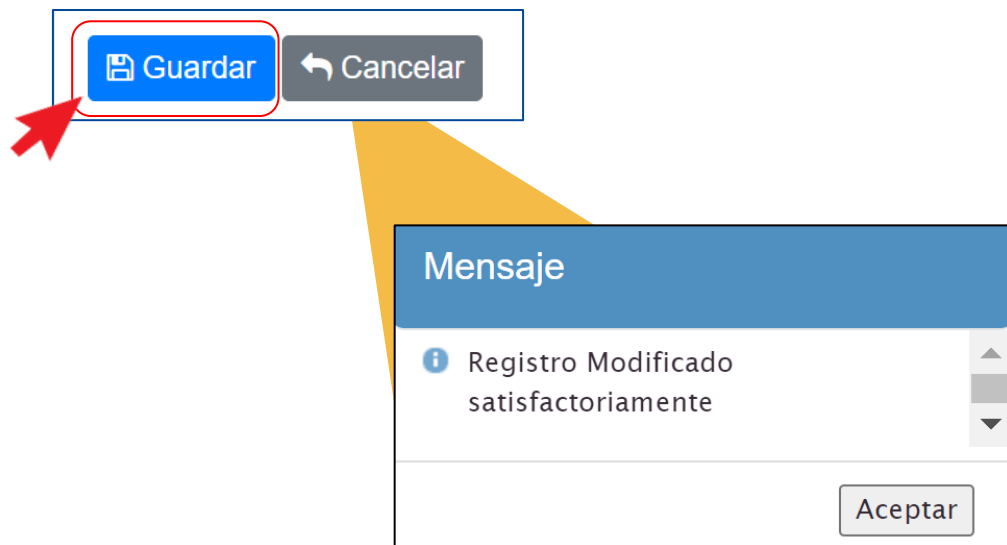 Guardar Cancelar
Mensaje
Registro Modificado
satisfactoriamente
Aceptar